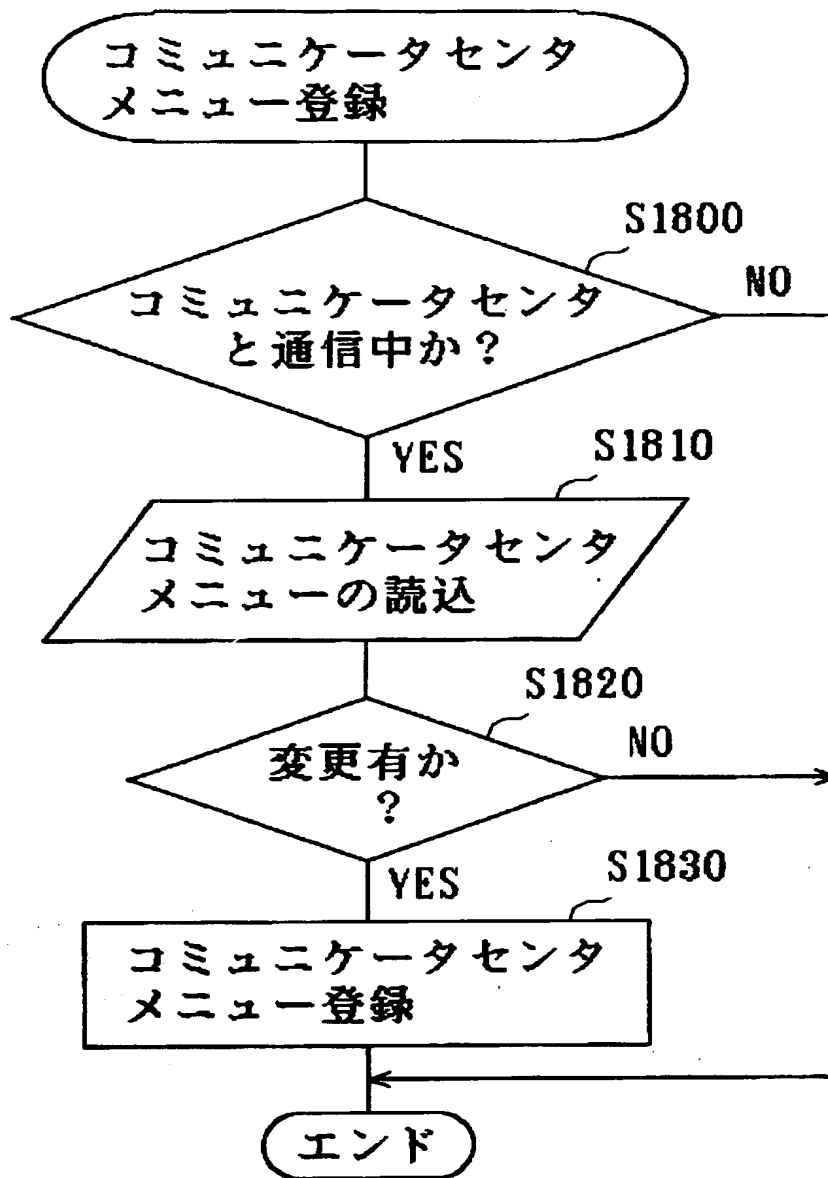 コミュニケータセンタ
メニュー登録
S1800
NO
コミュニケータセンタ
と通信中か?
YES
S1810
コミュニケータセンタ
メニューの読込
S1820
NO
変更有か
?
YES
S1830
コミュニケータセンタ
メニュー登録
エンド